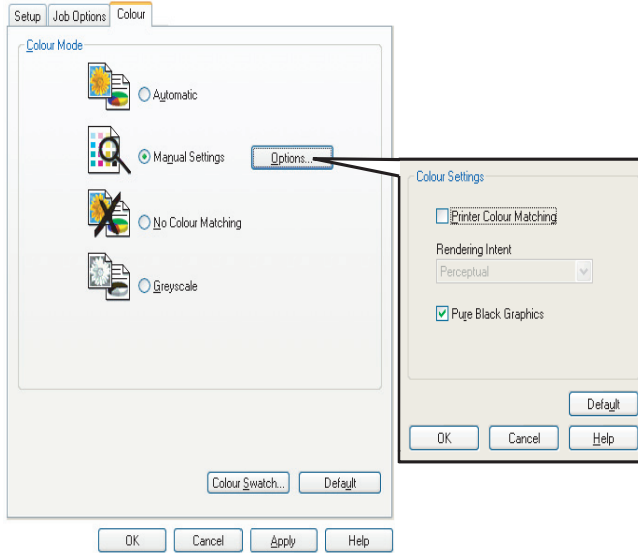 Setup Job Options Colour
Colour Mode
Automatic
Manual Settings Options...
No Colour Matching
Greyscale
Colour Swatch... Default
OK Cancel Apply Help
Colour Settings
Printer Colour Matching
Rendering Intent
Perceptual
Pure Black Graphics
Default
OK Cancel Help